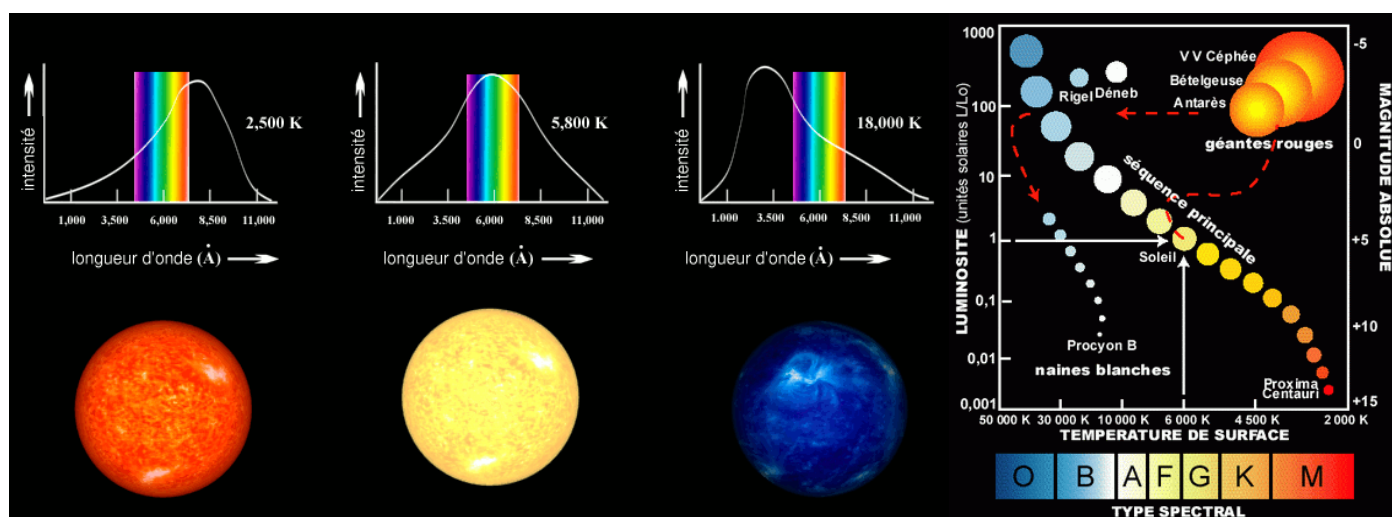 intensité
2,500 K
1,000 3,500 6,000 8,500 11,000
longueur d'onde (Å)
intensité
5,800 K
1.000 3.500 6,000 8,500 11,000
longueur d'onde (Å)
intensité
18,000 K
1.000 3,500 6,000 8,500 11,000
longueur d'onde (Å)
LUMINOSITE (unités solaires L/Lo)
1000
100
10
1
0,1
0,01
0,001
VV Céphée
Bételgeuse
Antarès
géantes rouges
Rigel
Déneb
séquence principale
Soleil
Procyon B
naines blanches
Proxima
Centauri
-5
0
+5
+10
+15
MAGNITUDE ABSOLUE
50 000 K 30 000 K 10 000 K 6 000 K 4 500 K 2 000 K
TEMPERATURE DE SURFACE
O B A F G K M
TYPE SPECTRAL